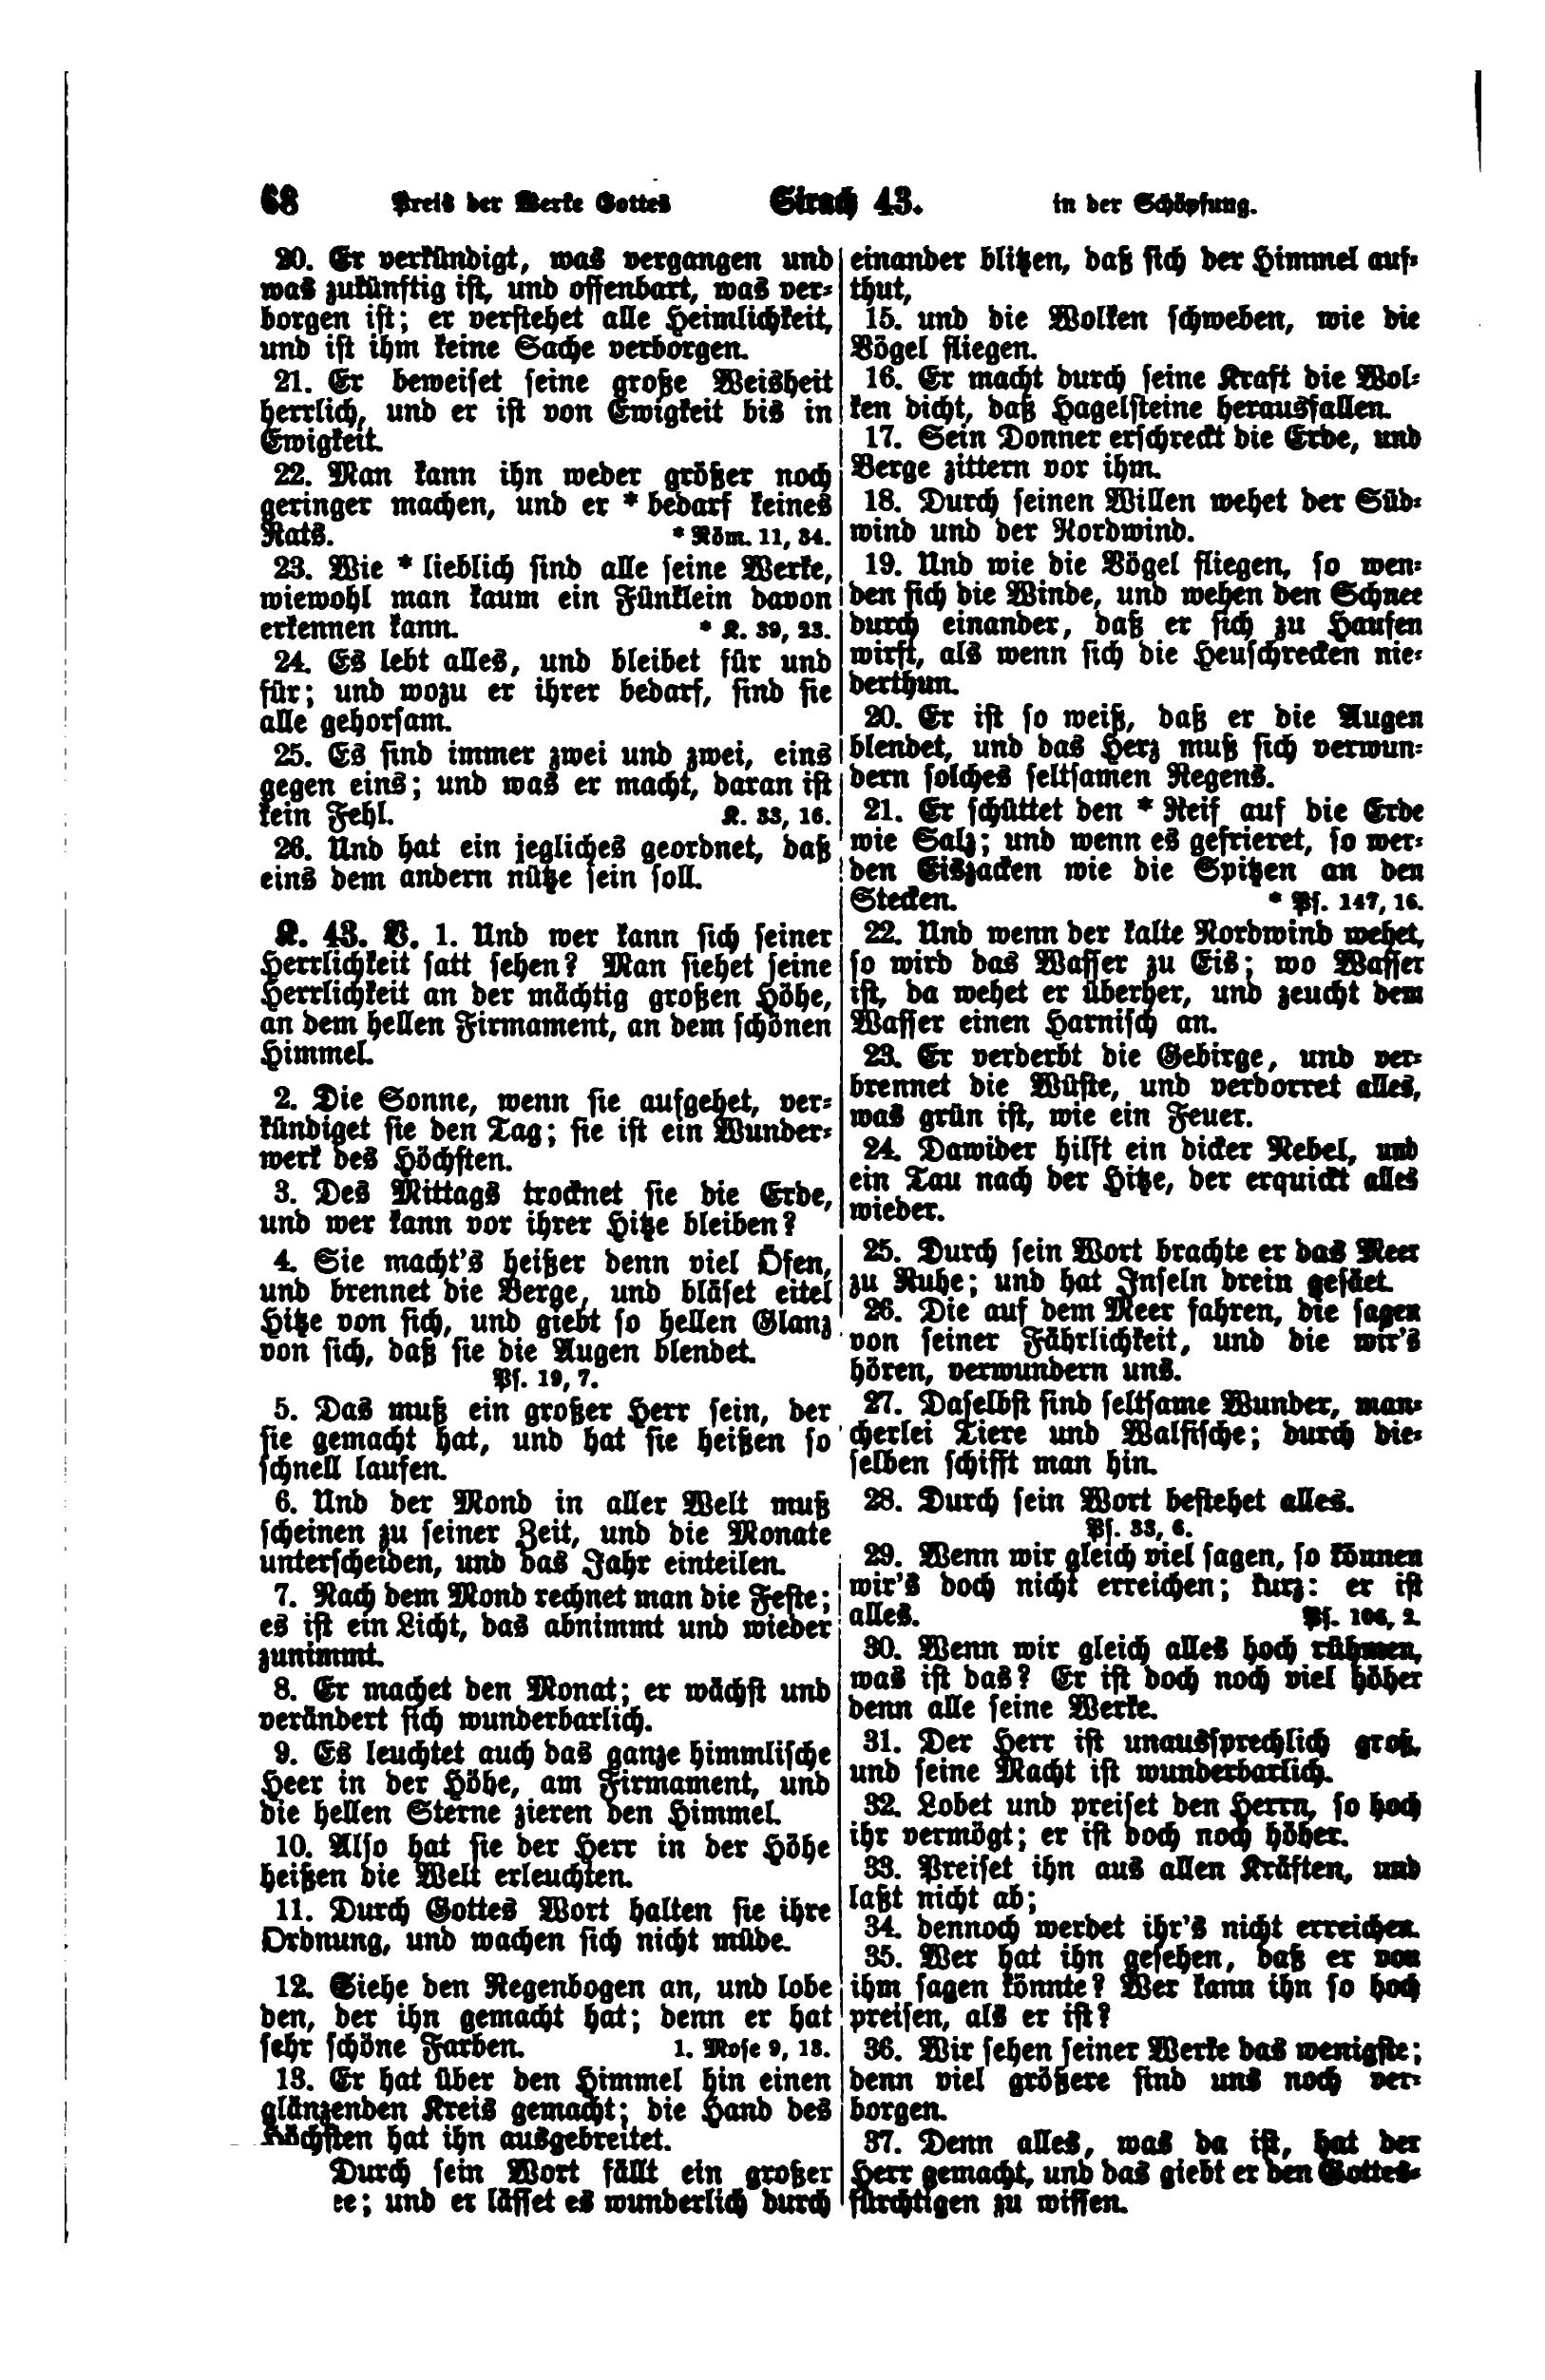 68 Preis der Werke Gottes Sirach 43. in der Schöpfung.
20. Er verkündigt, was vergangen und
was zukünftig ist, und offenbart, was ver-
borgen ist; er verstehet alle Heimlichkeit,
und ist ihm keine Sache verborgen.
21. Er beweiset seine große Weisheit
herrlich, und er ist von Ewigkeit bis in
Ewigkeit.
22. Man kann ihn weder größer noch
geringer machen, und er * bedarf keines
Rats. * Röm. 11, 34.
23. Wie * lieblich sind alle seine Werke,
wiewohl man kaum ein Fünklein davon
erkennen kann. * K. 39, 23.
24. Es lebt alles, und bleibet für und
für; und wozu er ihrer bedarf, sind sie
alle gehorsam.
25. Es sind immer zwei und zwei, eins
gegen eins; und was er macht, daran ist
kein Fehl. K. 33, 16.
26. Und hat ein jegliches geordnet, daß
eins dem andern nütze sein soll.
K. 43. V. 1. Und wer kann sich seiner
Herrlichkeit satt sehen? Man siehet seine
Herrlichkeit an der mächtig großen Höhe,
an dem hellen Firmament, an dem schönen
Himmel.
2. Die Sonne, wenn sie aufgehet, ver-
kündiget sie den Tag; sie ist ein Wunder-
werk des Höchsten.
3. Des Mittags trocknet sie die Erde,
und wer kann vor ihrer Hitze bleiben?
4. Sie macht's heißer denn viel Öfen,
und brennet die Berge, und bläset eitel
Hitze von sich, und giebt so hellen Glanz
von sich, daß sie die Augen blendet.
Ps. 19, 7.
5. Das muß ein großer Herr sein, der
sie gemacht hat, und hat sie heißen so
schnell laufen.
6. Und der Mond in aller Welt muß
scheinen zu seiner Zeit, und die Monate
unterscheiden, und das Jahr einteilen.
7. Nach dem Mond rechnet man die Feste;
es ist ein Licht, das abnimmt und wieder
zunimmt.
8. Er machet den Monat; er wächst und
verändert sich wunderbarlich.
9. Es leuchtet auch das ganze himmlische
Heer in der Höhe, am Firmament, und
die hellen Sterne zieren den Himmel.
10. Also hat sie der Herr in der Höhe
heißen die Welt erleuchten.
11. Durch Gottes Wort halten sie ihre
Ordnung, und wachen sich nicht müde.
12. Siehe den Regenbogen an, und lobe
den, der ihn gemacht hat; denn er hat
sehr schöne Farben. 1. Mose 9, 13.
13. Er hat über den Himmel hin einen
glänzenden Kreis gemacht; die Hand des
Höchsten hat ihn ausgebreitet.
Durch sein Wort fällt ein großer
ee; und er lässet es wunderlich durch
einander blitzen, daß sich der Himmel auf-
thut,
15. und die Wolken schweben, wie die
Vögel fliegen.
16. Er macht durch seine Kraft die Wol-
ken dicht, daß Hagelsteine herausfallen.
17. Sein Donner erschreckt die Erde, und
Berge zittern vor ihm.
18. Durch seinen Willen wehet der Süd-
wind und der Nordwind.
19. Und wie die Vögel fliegen, so wen-
den sich die Winde, und wehen den Schnee
durch einander, daß er sich zu Haufen
wirft, als wenn sich die Heuschrecken nie-
derthun.
20. Er ist so weiß, daß er die Augen
blendet, und das Herz muß sich verwun-
dern solches seltsamen Regens.
21. Er schüttet den * Reif auf die Erde
wie Salz; und wenn es gefrieret, so wer-
den Eiszacken wie die Spitzen an den
Stecken. * Ps. 147, 16.
22. Und wenn der kalte Nordwind wehet,
so wird das Wasser zu Eis; wo Wasser
ist, da wehet er überher, und zeucht dem
Wasser einen Harnisch an.
23. Er verderbt die Gebirge, und ver-
brennet die Wüste, und verdorret alles,
was grün ist, wie ein Feuer.
24. Dawider hilft ein dicker Nebel, und
ein Tau nach der Hitze, der erquickt alles
wieder.
25. Durch sein Wort brachte er das Meer
zu Ruhe; und hat Inseln drein gesäet.
26. Die auf dem Meer fahren, die sagen
von seiner Fährlichkeit, und die wir's
hören, verwundern uns.
27. Daselbst sind seltsame Wunder, man-
cherlei Tiere und Walfische; durch die-
selben schifft man hin.
28. Durch sein Wort bestehet alles.
Ps. 33, 6.
29. Wenn wir gleich viel sagen, so können
wir's doch nicht erreichen; kurz: er ist
alles. Ps. 106, 2.
30. Wenn wir gleich alles hoch rühmen,
was ist das? Er ist doch noch viel höher
denn alle seine Werke.
31. Der Herr ist unaussprechlich groß,
und seine Macht ist wunderbarlich.
32. Lobet und preiset den Herrn, so hoch
ihr vermögt; er ist doch noch höher.
33. Preiset ihn aus allen Kräften, und
laßt nicht ab;
34. dennoch werdet ihr's nicht erreichen.
35. Wer hat ihn gesehen, daß er von
ihm sagen könnte? Wer kann ihn so hoch
preisen, als er ist?
36. Wir sehen seiner Werke das wenigste;
denn viel größere sind uns noch ver-
borgen.
37. Denn alles, was da ist, hat der
Herr gemacht, und das giebt er den Gottes-
fürchtigen zu wissen.